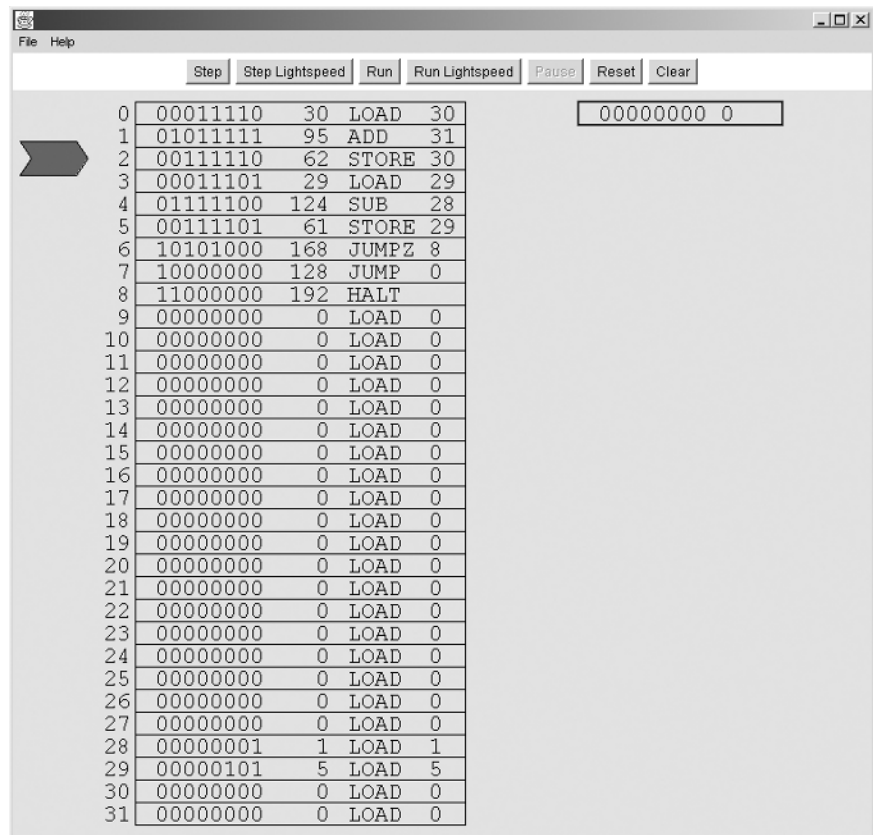 File Help
Step Step Lightspeed Run Run Lightspeed Pause Reset Clear
0 00011110 30 LOAD 30 00000000 0
1 01011111 95 ADD 31
2 00111110 62 STORE 30
3 00011101 29 LOAD 29
4 01111100 124 SUB 28
5 00111101 61 STORE 29
6 10101000 168 JUMPZ 8
7 10000000 128 JUMP 0
8 11000000 192 HALT
9 00000000 0 LOAD 0
10 00000000 0 LOAD 0
11 00000000 0 LOAD 0
12 00000000 0 LOAD 0
13 00000000 0 LOAD 0
14 00000000 0 LOAD 0
15 00000000 0 LOAD 0
16 00000000 0 LOAD 0
17 00000000 0 LOAD 0
18 00000000 0 LOAD 0
19 00000000 0 LOAD 0
20 00000000 0 LOAD 0
21 00000000 0 LOAD 0
22 00000000 0 LOAD 0
23 00000000 0 LOAD 0
24 00000000 0 LOAD 0
25 00000000 0 LOAD 0
26 00000000 0 LOAD 0
27 00000000 0 LOAD 0
28 00000001 1 LOAD 1
29 00000101 5 LOAD 5
30 00000000 0 LOAD 0
31 00000000 0 LOAD 0